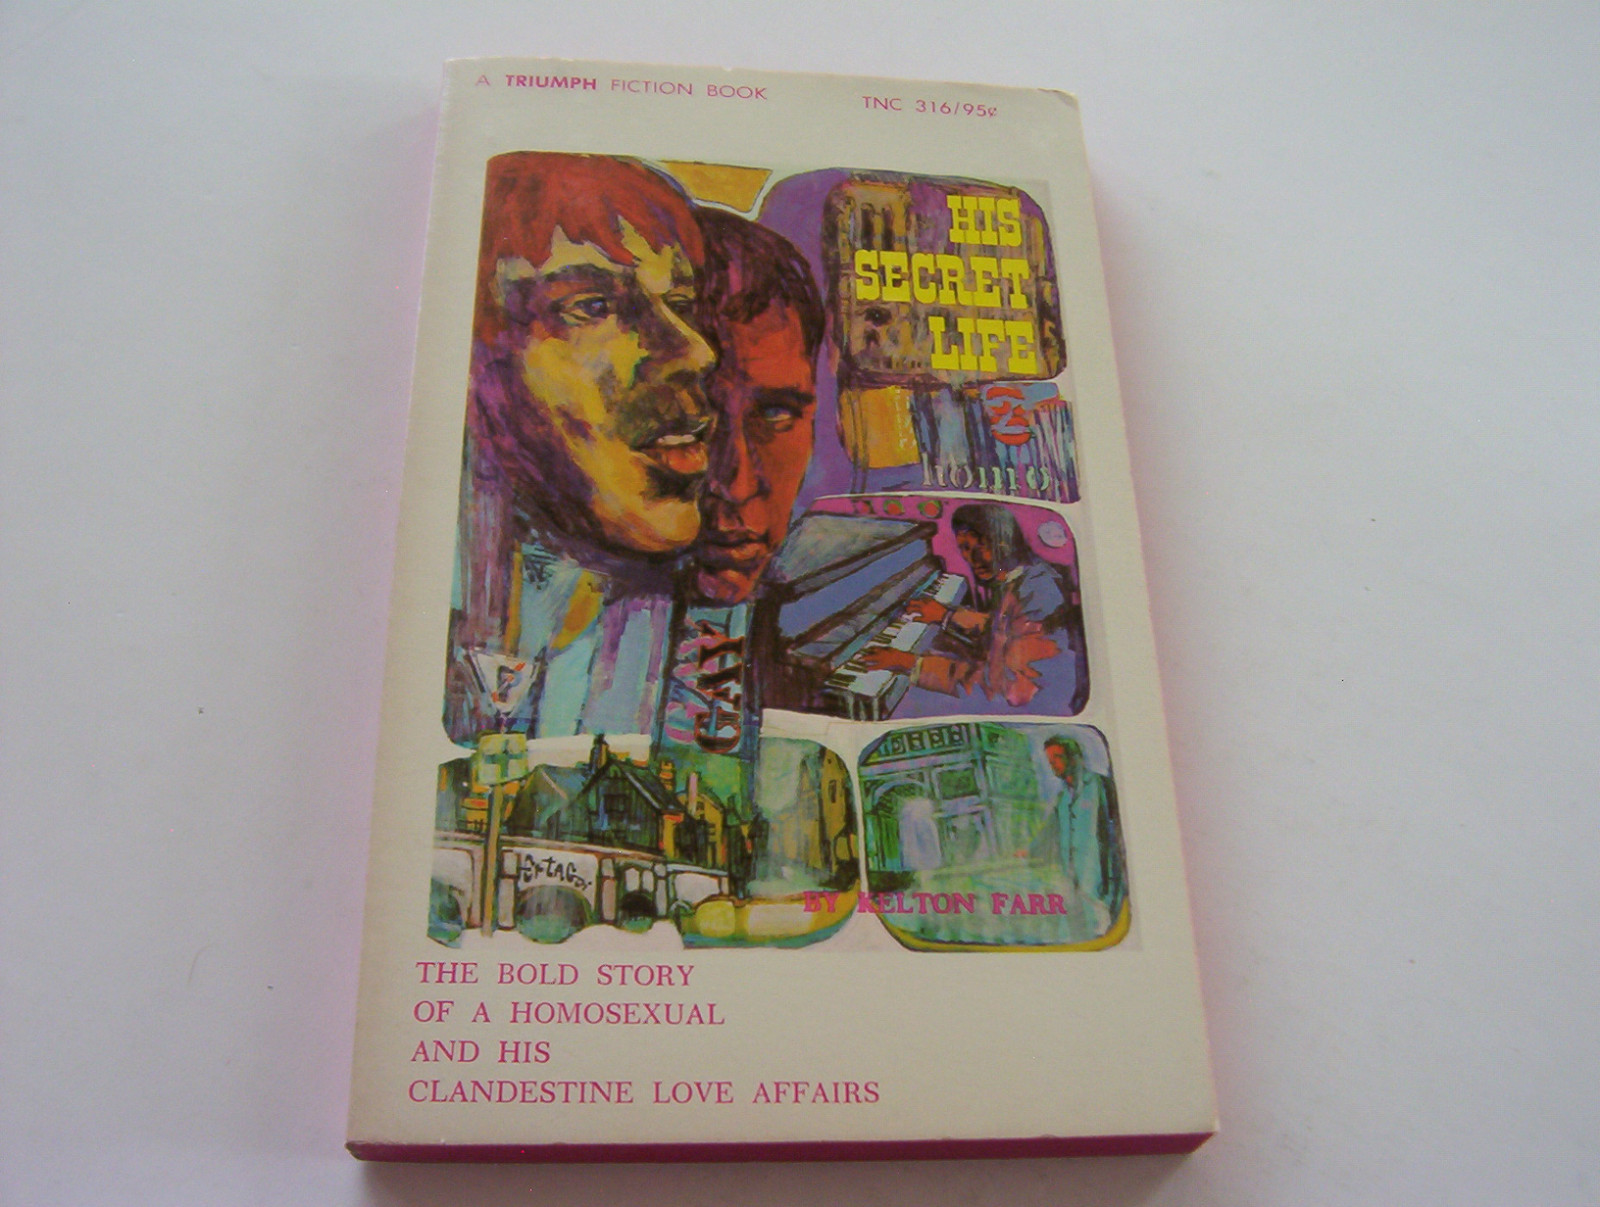 A TRIUMPH FICTION BOOK
TNC 316/95¢
HIS
SECRET
LIFE
2
homo
GAY
BY KELTON FARR
THE BOLD STORY
OF A HOMOSEXUAL
AND HIS
CLANDESTINE LOVE AFFAIRS